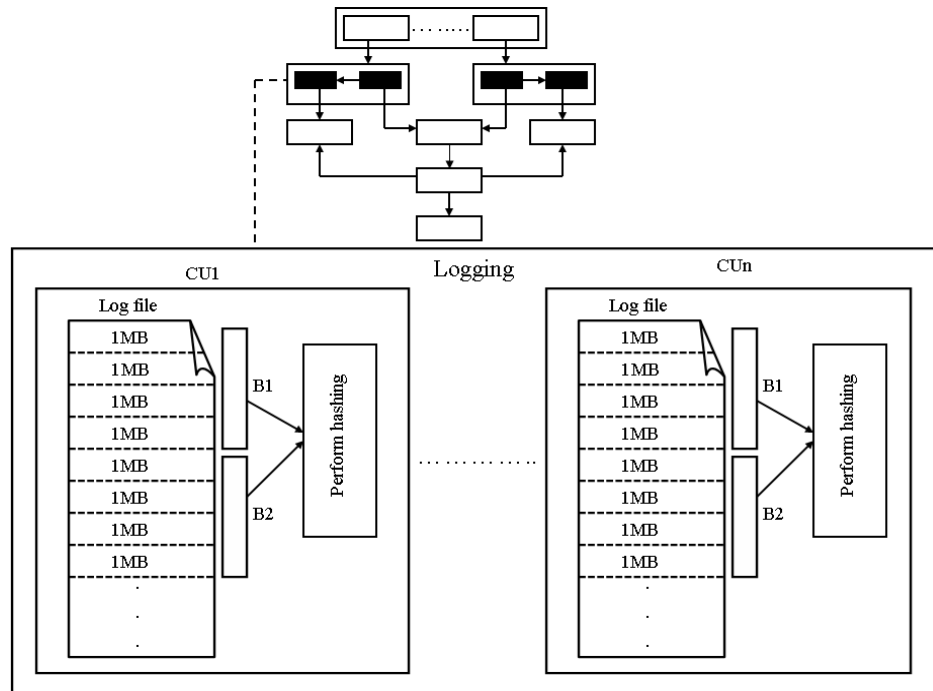 Logging
CU1
Log file
1MB
1MB
1MB
1MB
1MB
1MB
1MB
1MB
B1
B2
Perform hashing
CUn
Log file
1MB
1MB
1MB
1MB
1MB
1MB
1MB
1MB
B1
B2
Perform hashing